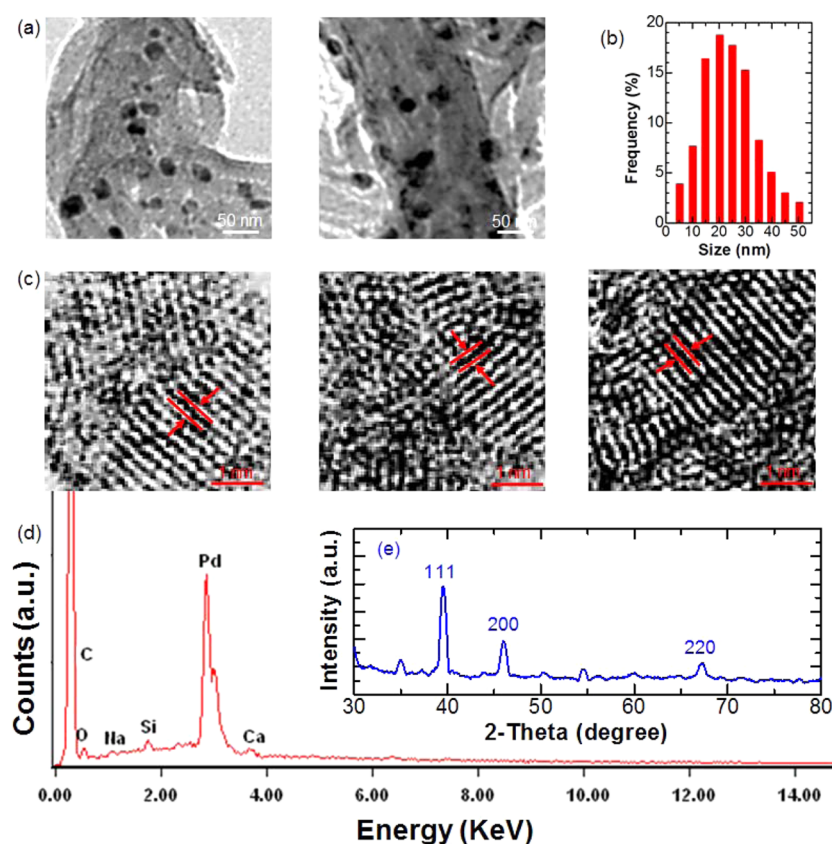 (a)
50 nm
50 nm
(b)
Frequency (%)
20
15
10
5
0
0 10 20 30 40 50
Size (nm)
(c)
1 nm
1 nm
1 nm
(d)
Counts (a.u.)
C
O
Na
Si
Pd
Ca
0.00 2.00 4.00 6.00 8.00 10.00 12.00 14.00
Energy (KeV)
(e)
Intensity (a.u.)
111
200
220
30 40 50 60 70 80
2-Theta (degree)